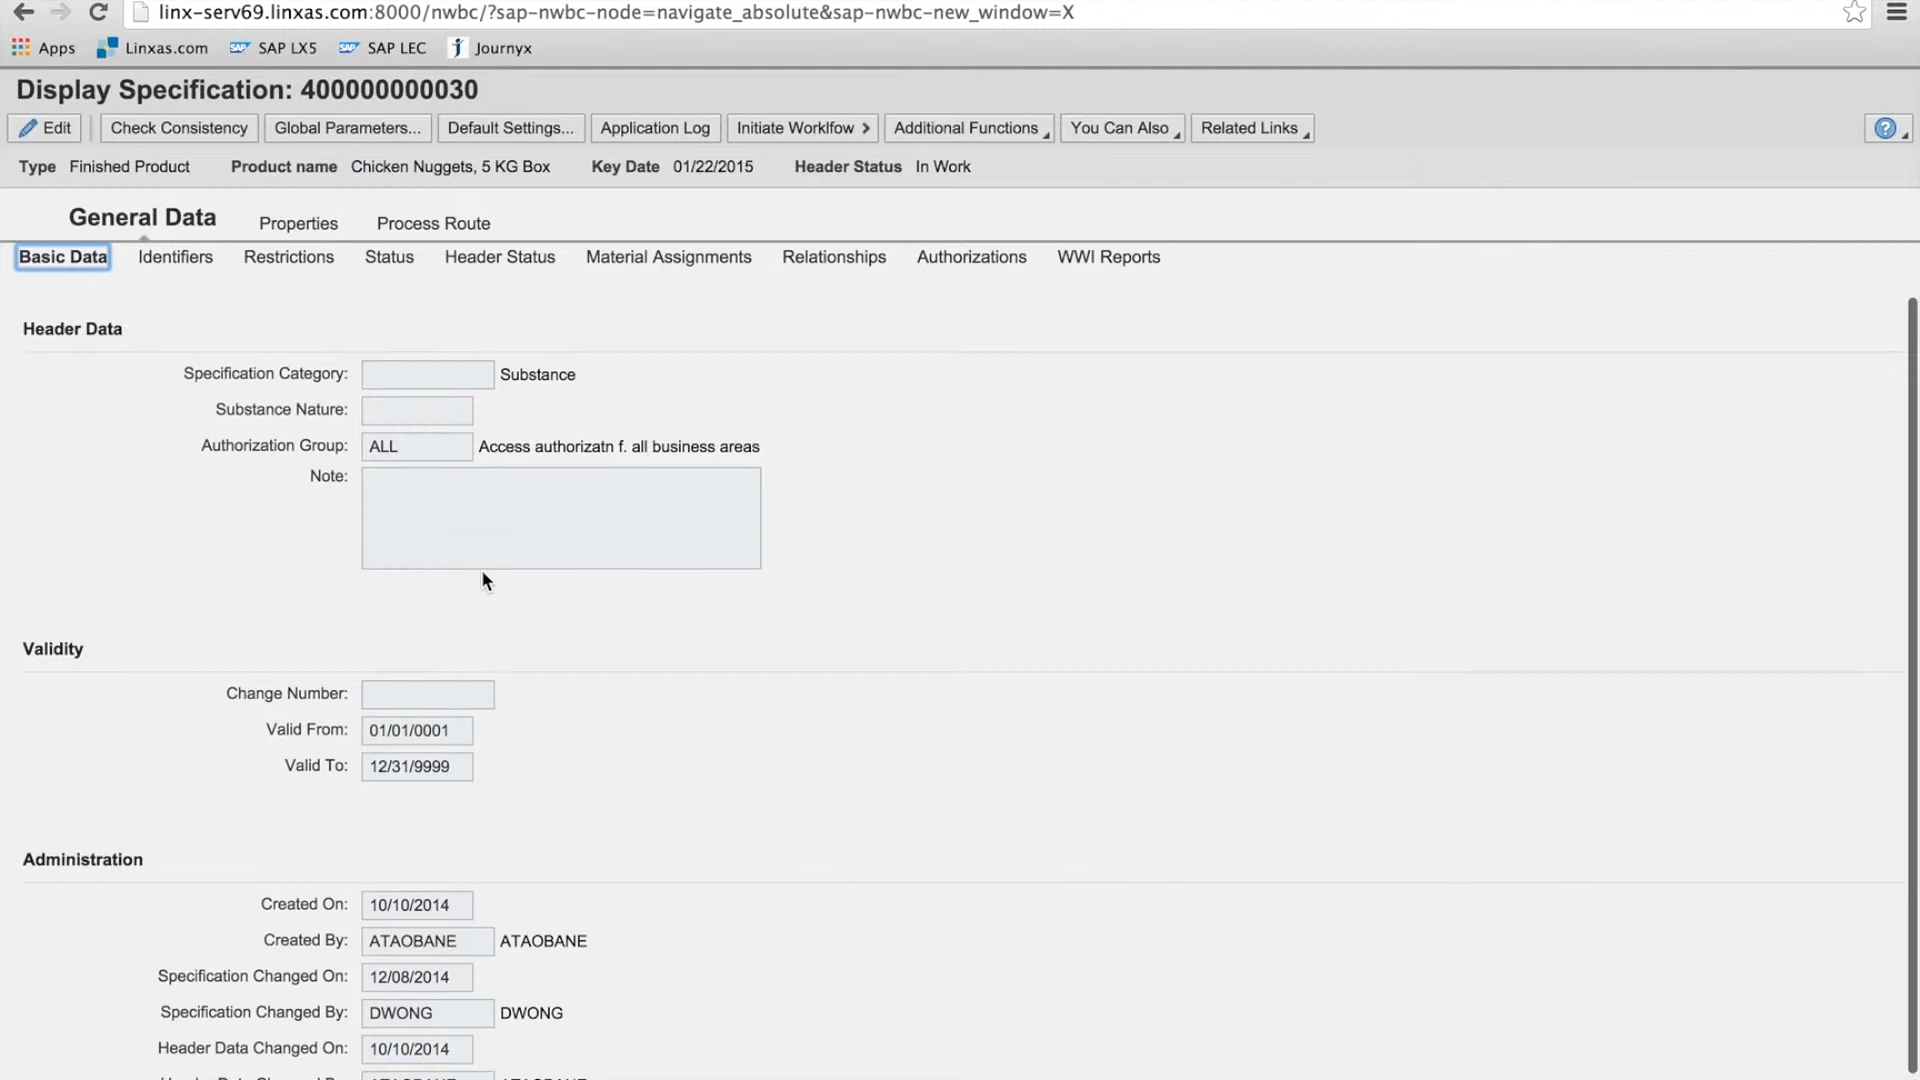 linx-serv69.linxas.com:8000/nwbc/?sap-nwbc-node=navigate_absolute&sap-nwbc-new_window=X
Apps Linxas.com SAP SAP LX5 SAP SAP LEC j Journyx
Display Specification: 400000000030
Edit Check Consistency Global Parameters... Default Settings... Application Log Initiate Worklfow Additional Functions You Can Also Related Links ?
Type Finished Product Product name Chicken Nuggets, 5 KG Box Key Date 01/22/2015 Header Status In Work
General Data Properties Process Route
Basic Data Identifiers Restrictions Status Header Status Material Assignments Relationships Authorizations WWI Reports
Header Data
Specification Category: Substance
Substance Nature:
Authorization Group: ALL Access authorizatn f. all business areas
Note:
Validity
Change Number:
Valid From: 01/01/0001
Valid To: 12/31/9999
Administration
Created On: 10/10/2014
Created By: ATAOBANE ATAOBANE
Specification Changed On: 12/08/2014
Specification Changed By: DWONG DWONG
Header Data Changed On: 10/10/2014